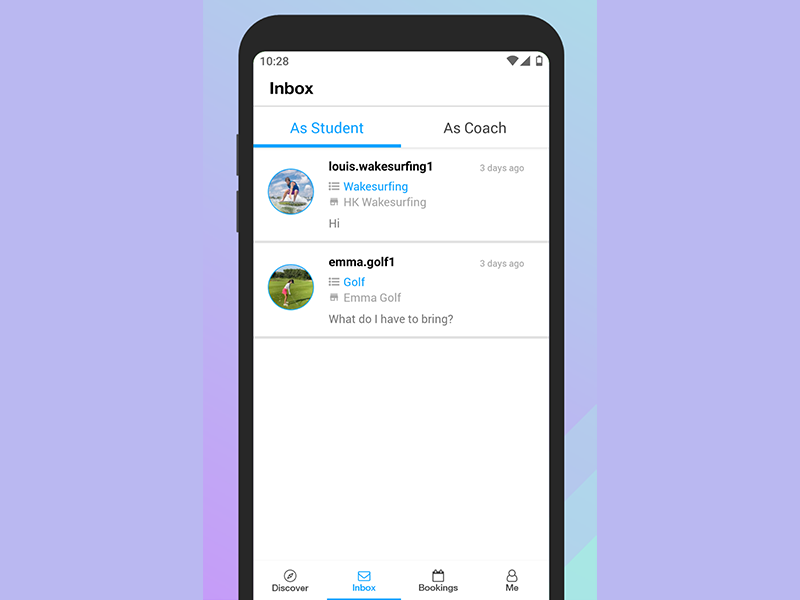 10:28
Inbox
As Student As Coach
louis.wakesurfing1 3 days ago
Wakesurfing
HK Wakesurfing
Hi
emma.golf1 3 days ago
Golf
Emma Golf
What do I have to bring?
Discover Inbox Bookings Me